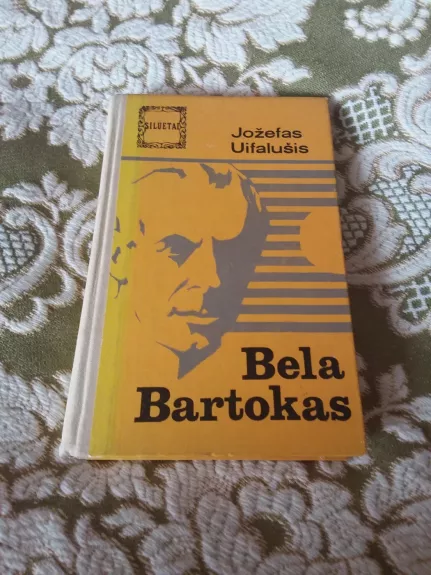 SILUETAI
Jožefas
Uifalušis
Bela
Bartokas